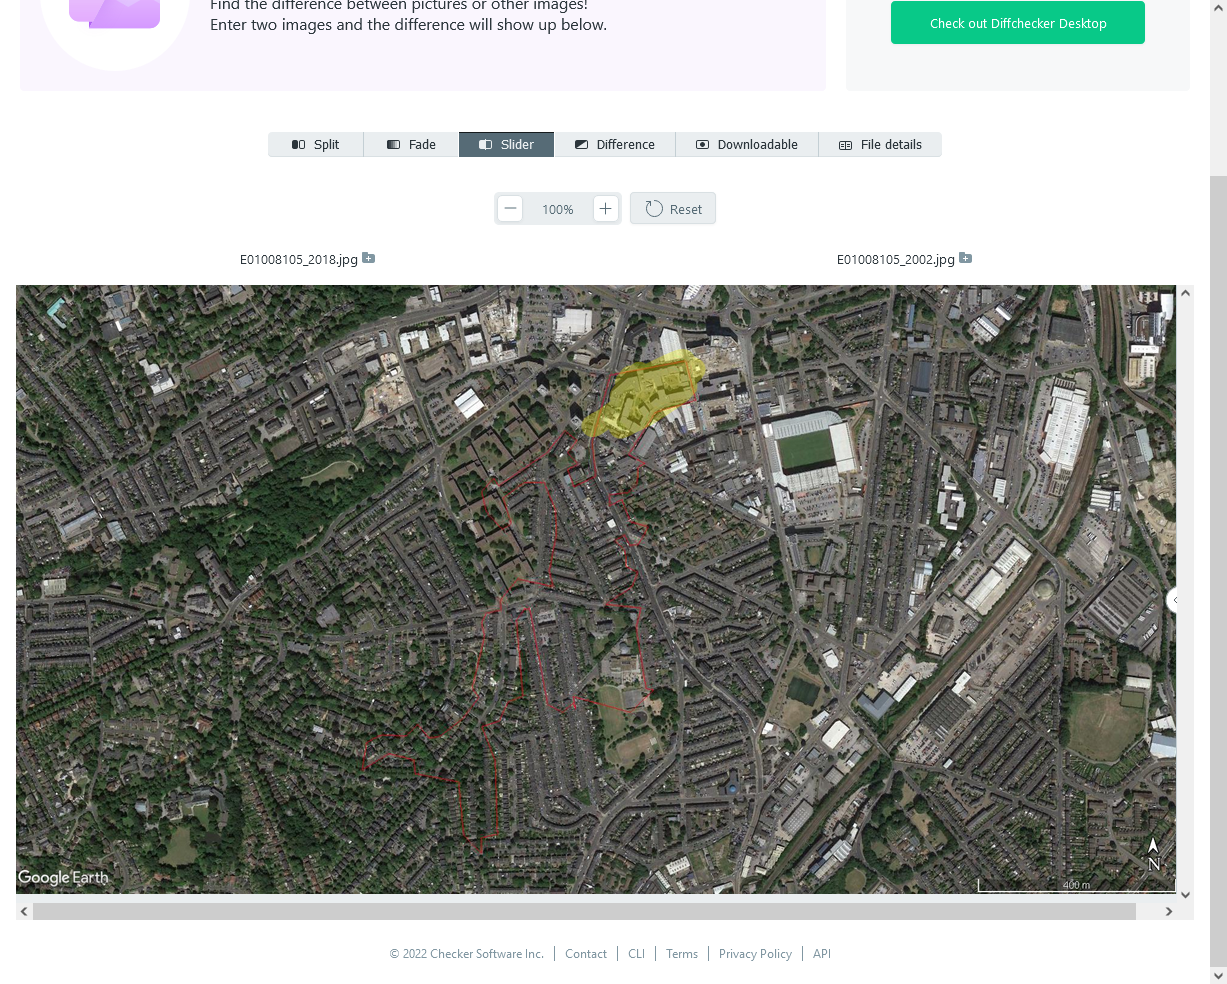 Find the difference between pictures or other images!
Enter two images and the difference will show up below.
Check out Diffchecker Desktop
Split
Fade
Slider
Difference
Downloadable
File details
100%
Reset
E01008105_2018.jpg
E01008105_2002.jpg
Google Earth
N
400 m
© 2022 Checker Software Inc.
Contact
CLI
Terms
Privacy Policy
API